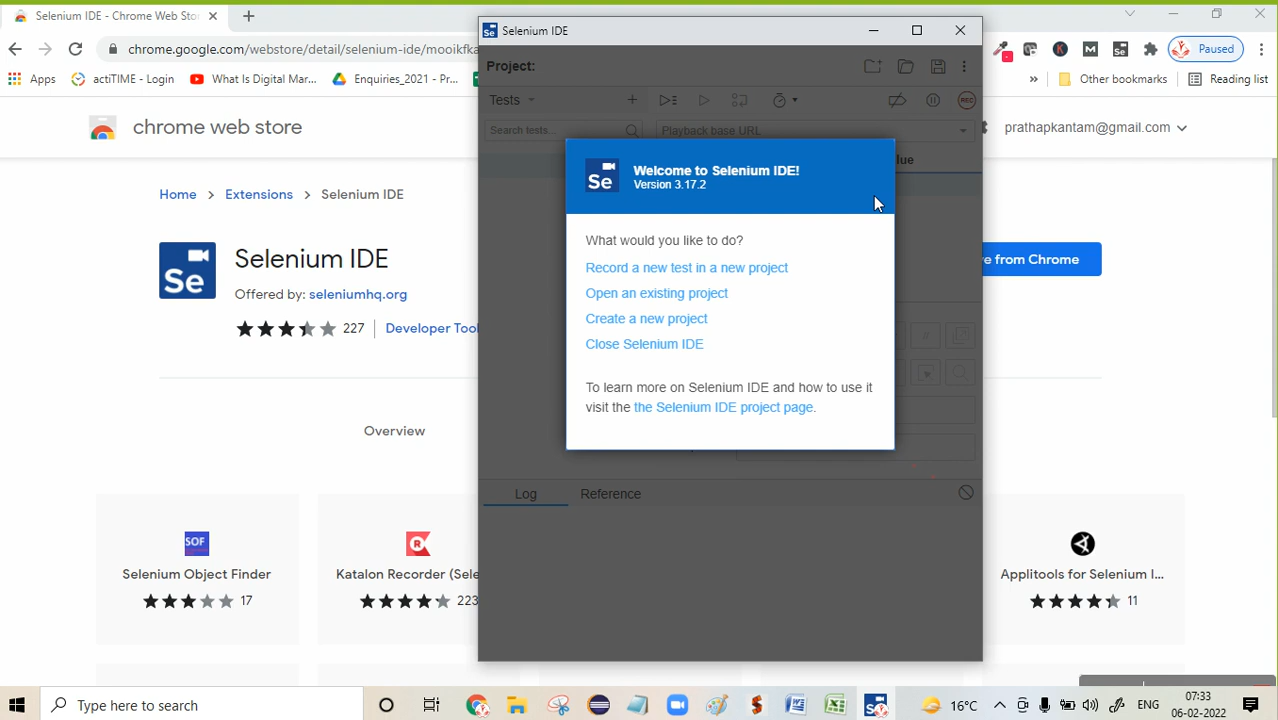 Selenium IDE - Chrome Web Sto
chrome.google.com/webstore/detail/selenium-ide/mooikfka
Paused
Apps
actiTIME - Login
What Is Digital Mar...
Enquiries_2021 - Pr...
»
Other bookmarks
Reading list
chrome web store
prathapkantam@gmail.com
Home
Extensions
Selenium IDE
Se
Selenium IDE
Offered by: seleniumhq.org
227
Developer Tool
e from Chrome
Overview
SOF
Selenium Object Finder
17
Katalon Recorder (Sele
223
Applitools for Selenium I...
11
Se Selenium IDE
Project:
Tests
REC
Search tests...
Playback base URL
lue
Se
Welcome to Selenium IDE!
Version 3.17.2
What would you like to do?
Record a new test in a new project
Open an existing project
Create a new project
Close Selenium IDE
To learn more on Selenium IDE and how to use it
visit the the Selenium IDE project page.
Log
Reference
Type here to search
16°C
ENG
07:33
06-02-2022